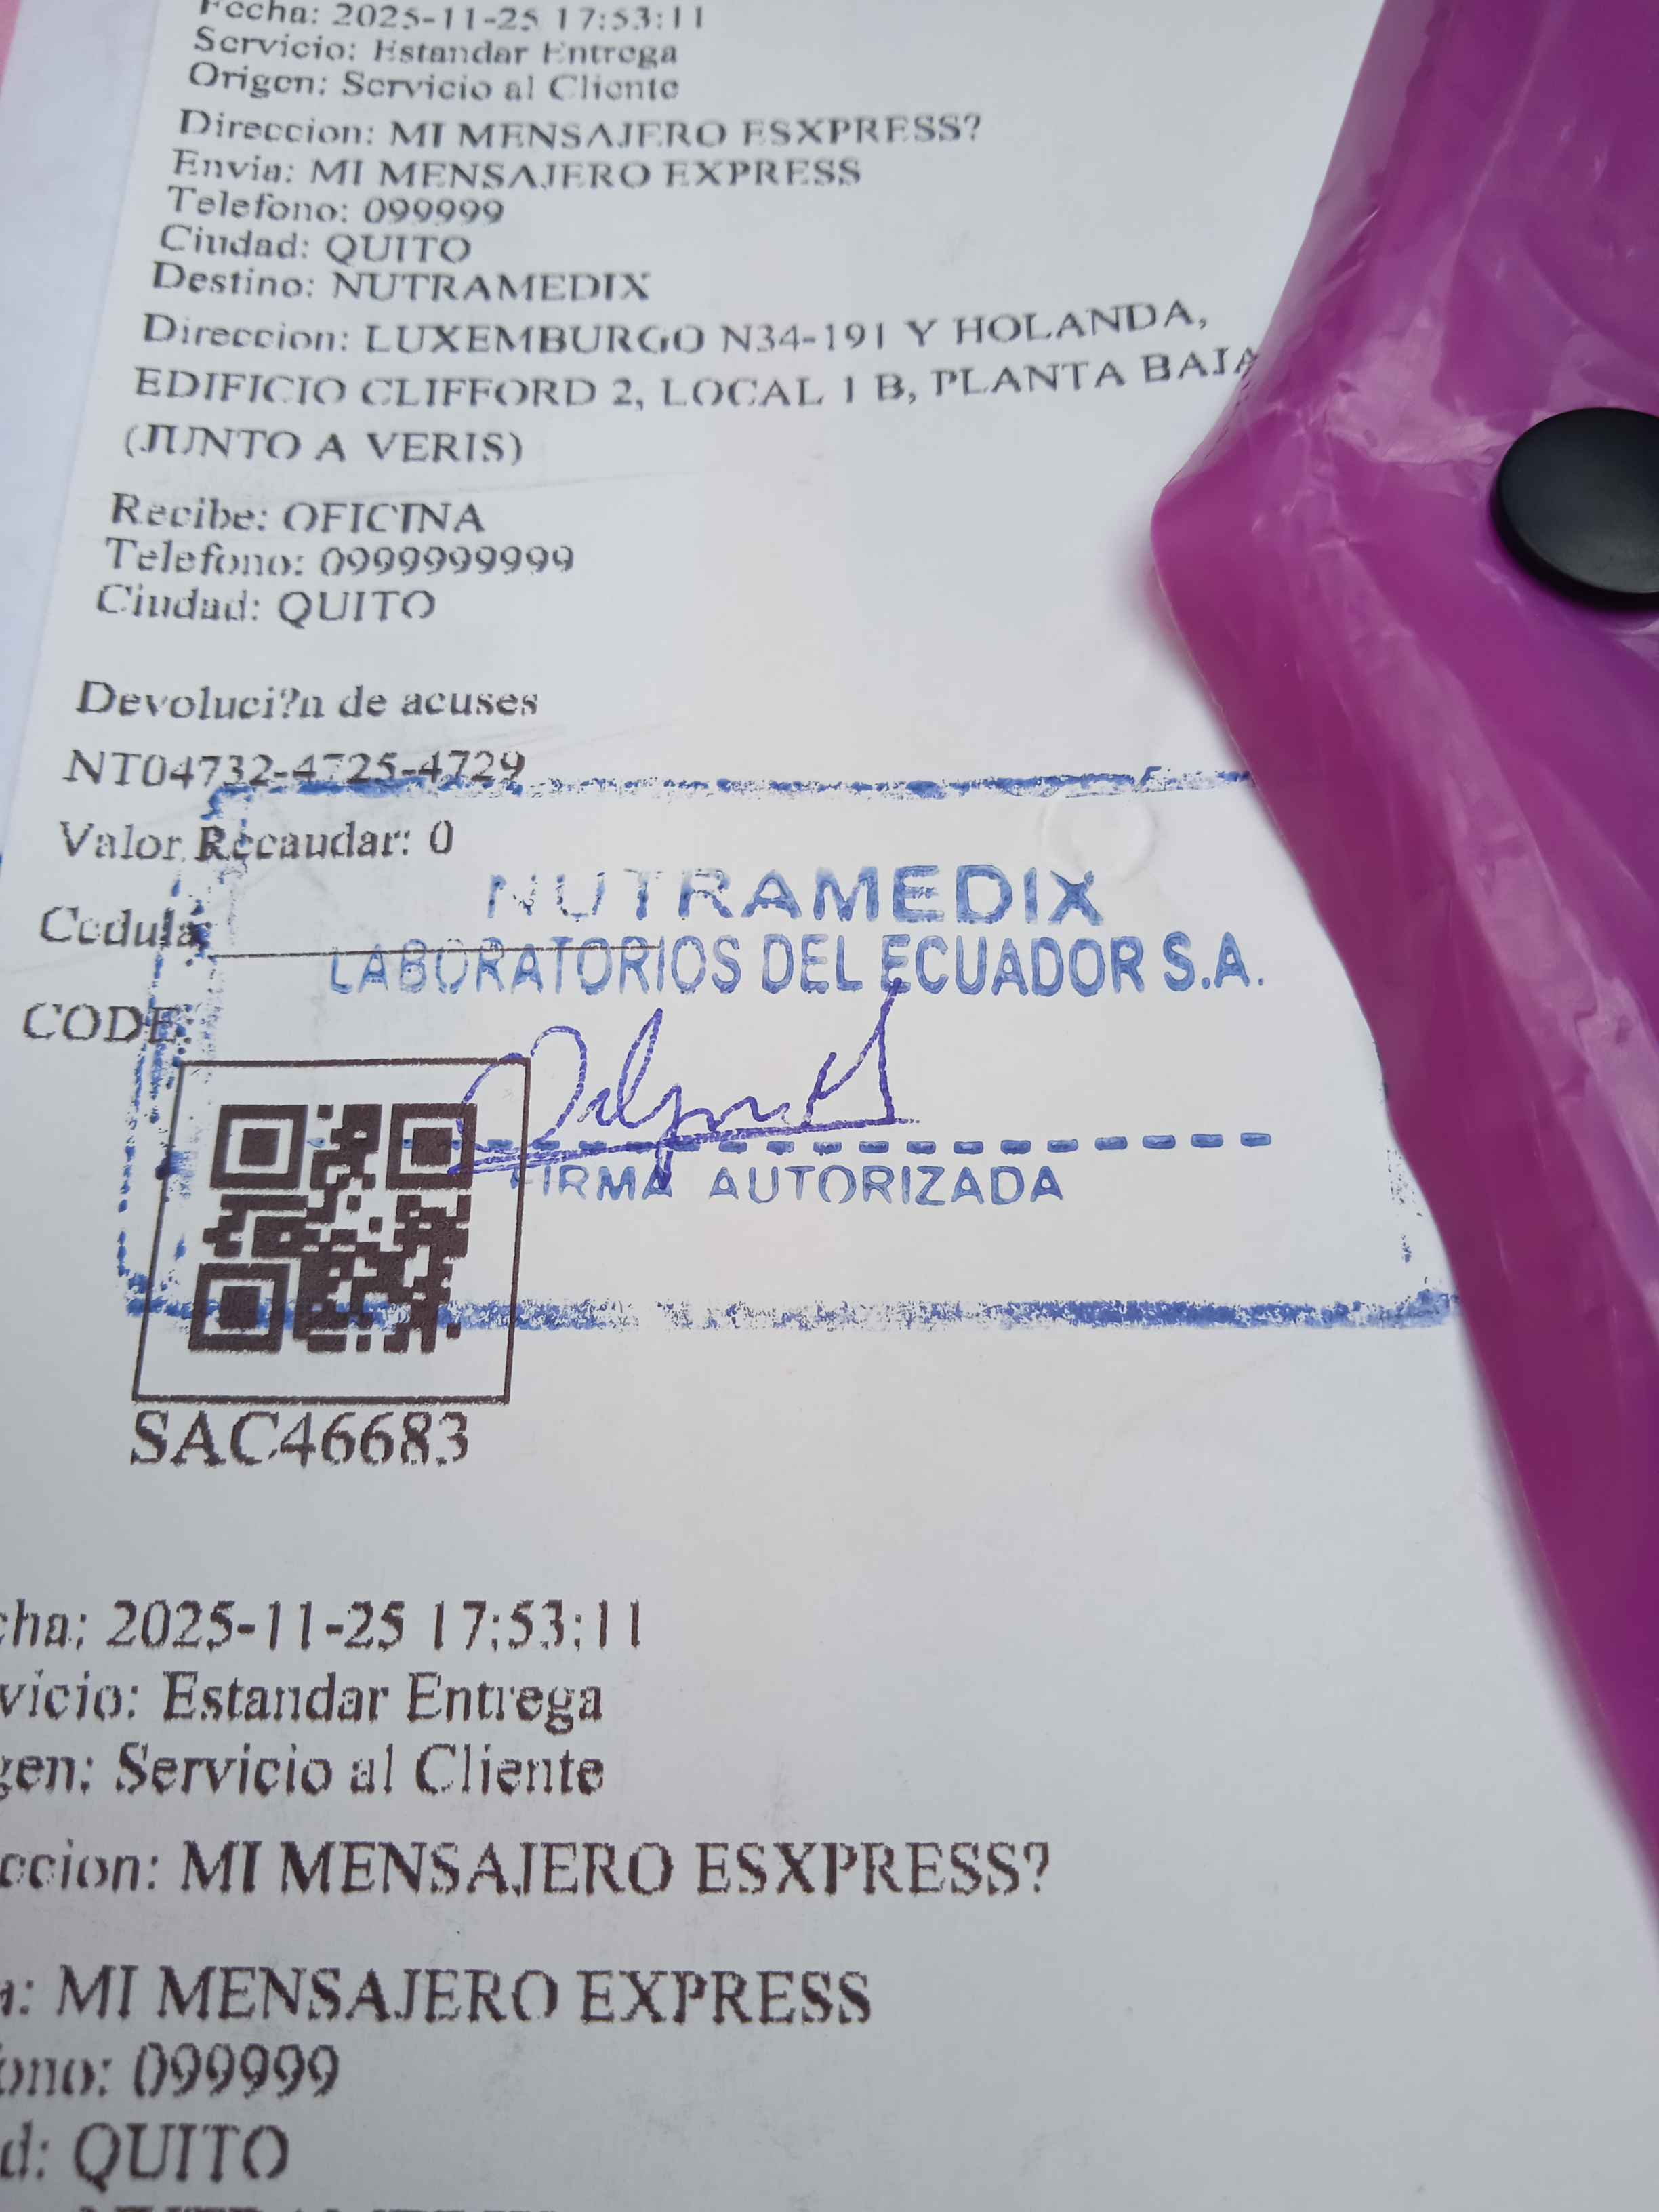 Fecha: 2025-11-25 17:53:11
Servicio: Estandar Entrega
Origen: Servicio al Cliente
Direccion: MI MENSAJERO ESXPRESS?
Envia: MI MENSAJERO EXPRESS
Telefono: 099999
Ciudad: QUITO
Destino: NUTRAMEDIX
Direccion: LUXEMBURGO N34-191 Y HOLANDA,
EDIFICIO CLIFFORD 2, LOCAL 1 B, PLANTA BAJA
(JUNTO A VERIS)
Recibe: OFICINA
Telefono: 0999999999
Ciudad: QUITO
Devoluci?n de acuses
NT04732-4725-4729
Valor Recaudar: 0
NUTRAMEDIX
Cedula:
LABORATORIOS DEL ECUADOR S.A.
CODE:
FIRMA AUTORIZADA
SAC46683
cha: 2025-11-25 17:53:11
vicio: Estandar Entrega
gen: Servicio al Cliente
ccion: MI MENSAJERO ESXPRESS?
a: MI MENSAJERO EXPRESS
ono: 099999
d: QUITO